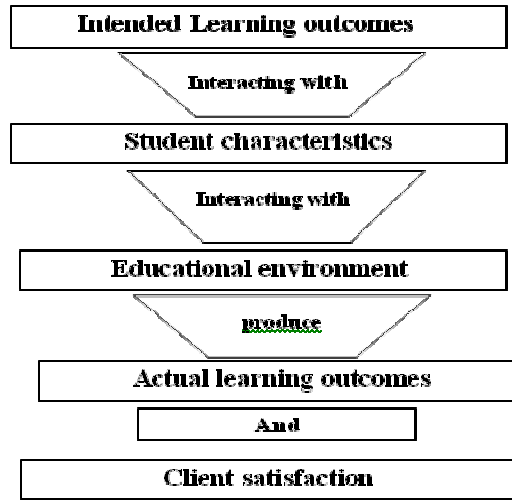 Intended Learning outcomes
Interacting with
Student characteristics
Interacting with
Educational environment
produce
Actual learning outcomes
And
Client satisfaction